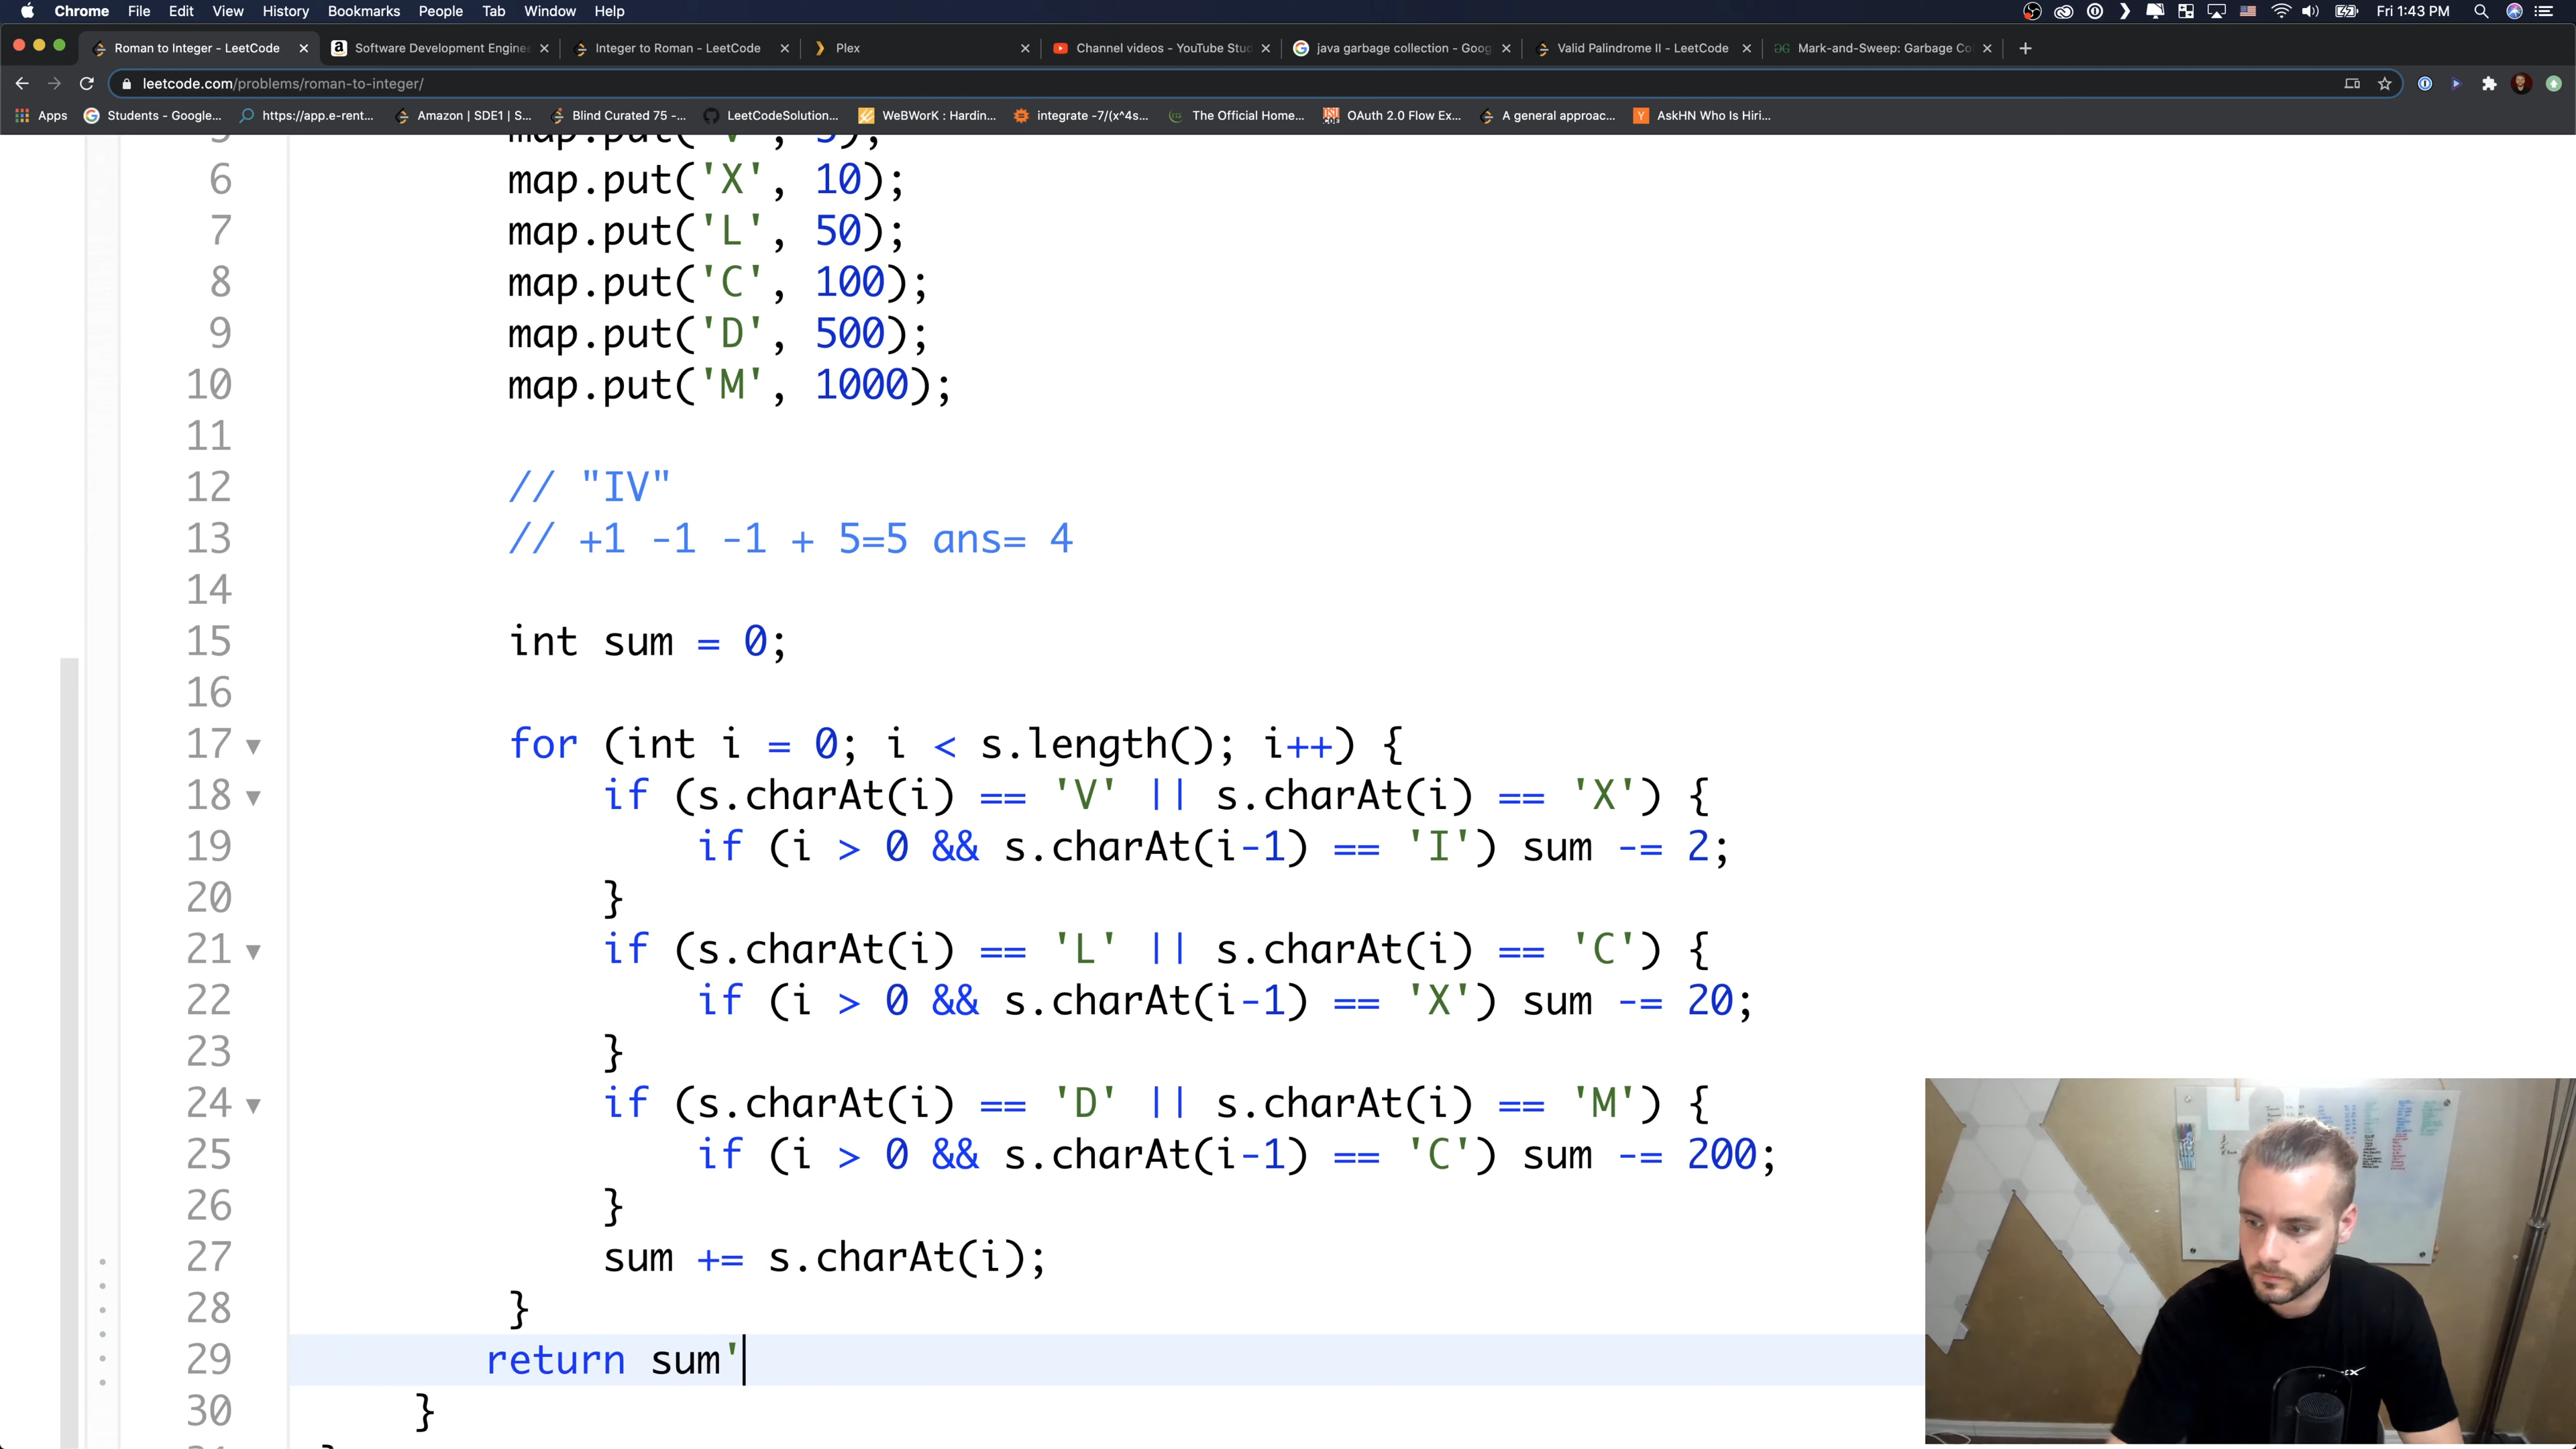 Chrome File Edit View History Bookmarks People Tab Window Help Fri 1:43 PM
Roman to Integer - LeetCode Software Development Enginee Integer to Roman - LeetCode Plex Channel videos - YouTube Stud java garbage collection - Goog Valid Palindrome II - LeetCode Mark-and-Sweep: Garbage Co
leetcode.com/problems/roman-to-integer/
Apps Students - Google... https://app.e-rent... Amazon | SDE1 | S... Blind Curated 75 -... LeetCodeSolution... WeBWorK : Hardin... integrate -7/(x^4s... The Official Home... OAuth 2.0 Flow Ex... A general approac... AskHN Who Is Hiri...
5 map.put('V', 5);
6 map.put('X', 10);
7 map.put('L', 50);
8 map.put('C', 100);
9 map.put('D', 500);
10 map.put('M', 1000);
11
12 // "IV"
13 // +1 -1 -1 + 5=5 ans= 4
14
15 int sum = 0;
16
17 for (int i = 0; i < s.length(); i++) {
18 if (s.charAt(i) == 'V' || s.charAt(i) == 'X') {
19 if (i > 0 && s.charAt(i-1) == 'I') sum -= 2;
20 }
21 if (s.charAt(i) == 'L' || s.charAt(i) == 'C') {
22 if (i > 0 && s.charAt(i-1) == 'X') sum -= 20;
23 }
24 if (s.charAt(i) == 'D' || s.charAt(i) == 'M') {
25 if (i > 0 && s.charAt(i-1) == 'C') sum -= 200;
26 }
27 sum += s.charAt(i);
28 }
29 return sum'
30 }